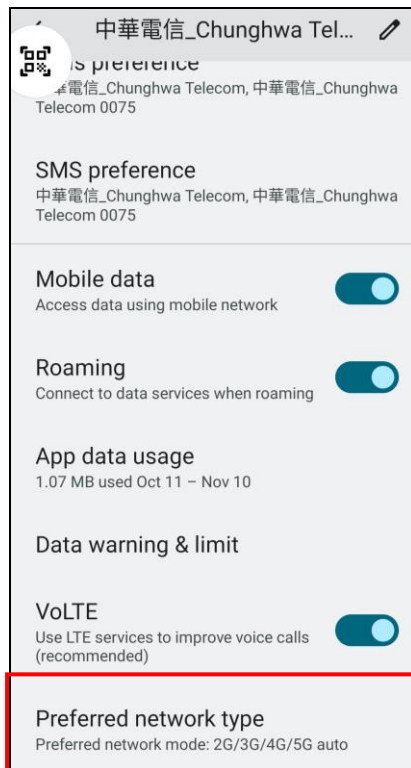 中華電信_Chunghwa Tel...
preference
電信_Chunghwa Telecom, 中華電信_Chunghwa
Telecom 0075
SMS preference
中華電信_Chunghwa Telecom, 中華電信_Chunghwa
Telecom 0075
Mobile data
Access data using mobile network
Roaming
Connect to data services when roaming
App data usage
1.07 MB used Oct 11 – Nov 10
Data warning & limit
VoLTE
Use LTE services to improve voice calls
(recommended)
Preferred network type
Preferred network mode: 2G/3G/4G/5G auto